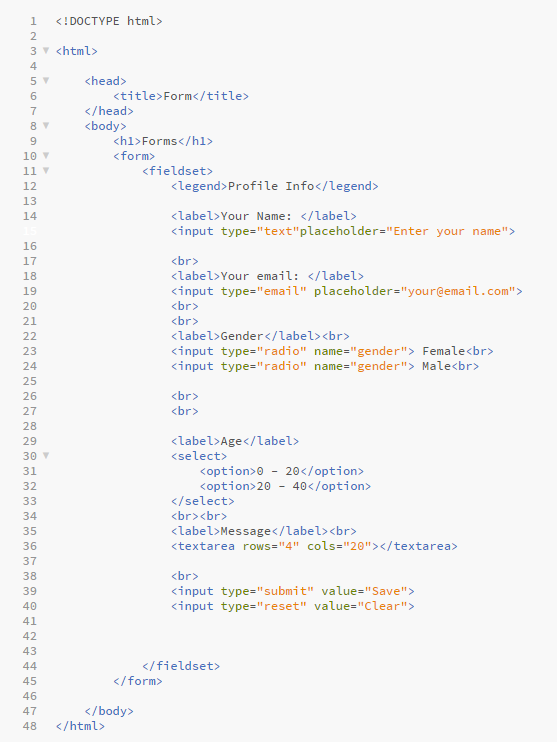 1 <!DOCTYPE html>
2
3 <html>
4
5 <head>
6 <title>Form</title>
7 </head>
8 <body>
9 <h1>Forms</h1>
10 <form>
11 <fieldset>
12 <legend>Profile Info</legend>
13
14 <label>Your Name: </label>
15 <input type="text"placeholder="Enter your name">
16
17 <br>
18 <label>Your email: </label>
19 <input type="email" placeholder="your@email.com">
20 <br>
21 <br>
22 <label>Gender</label><br>
23 <input type="radio" name="gender"> Female<br>
24 <input type="radio" name="gender"> Male<br>
25
26 <br>
27 <br>
28
29 <label>Age</label>
30 <select>
31 <option>0 – 20</option>
32 <option>20 – 40</option>
33 </select>
34 <br><br>
35 <label>Message</label><br>
36 <textarea rows="4" cols="20"></textarea>
37
38 <br>
39 <input type="submit" value="Save">
40 <input type="reset" value="Clear">
41
42
43
44 </fieldset>
45 </form>
46
47 </body>
48 </html>